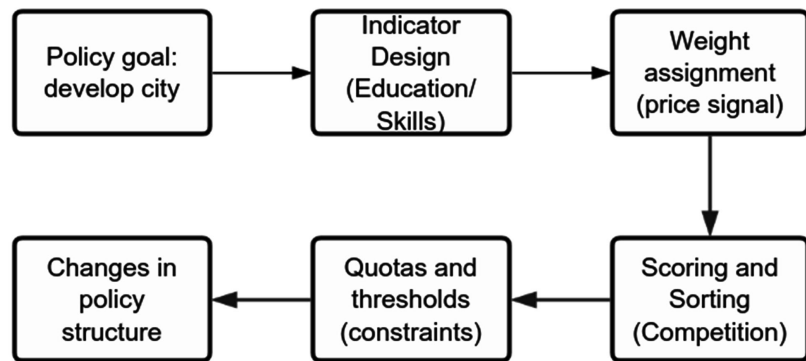 Policy goal:
develop city
Indicator
Design
(Education/
Skills)
Weight
assignment
(price signal)
Scoring and
Sorting
(Competition)
Quotas and
thresholds
(constraints)
Changes in
policy
structure